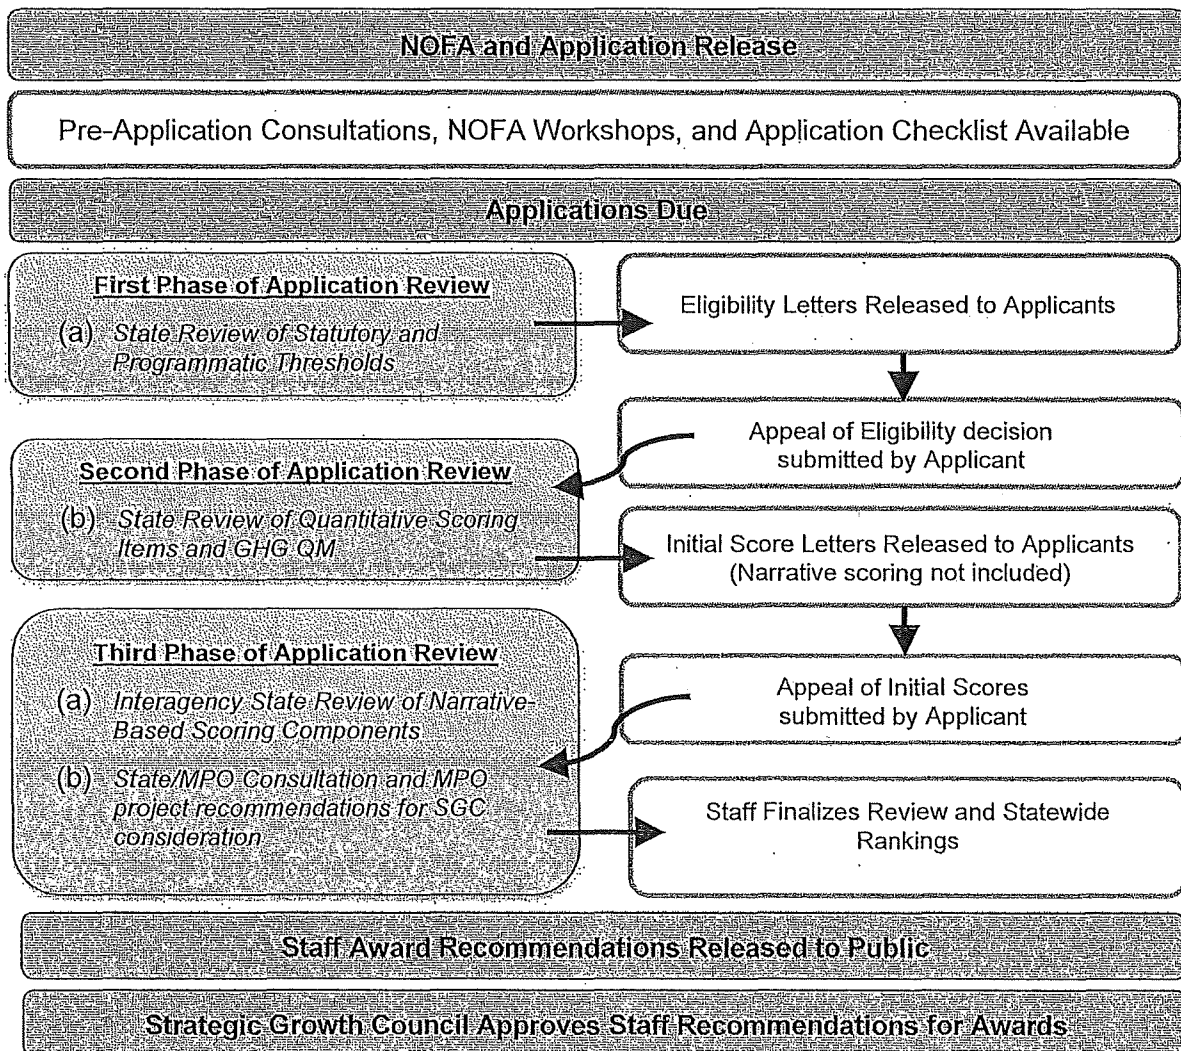 NOFA and Application Release
Pre-Application Consultations, NOFA Workshops, and Application Checklist Available
Applications Due
First Phase of Application Review
(a) State Review of Statutory and
Programmatic Thresholds
Eligibility Letters Released to Applicants
Appeal of Eligibility decision
submitted by Applicant
Second Phase of Application Review
(b) State Review of Quantitative Scoring
Items and GHG QM
Initial Score Letters Released to Applicants
(Narrative scoring not included)
Third Phase of Application Review
(a) Interagency State Review of Narrative-
Based Scoring Components
(b) State/MPO Consultation and MPO
project recommendations for SGC
consideration
Appeal of Initial Scores
submitted by Applicant
Staff Finalizes Review and Statewide
Rankings
Staff Award Recommendations Released to Public
Strategic Growth Council Approves Staff Recommendations for Awards